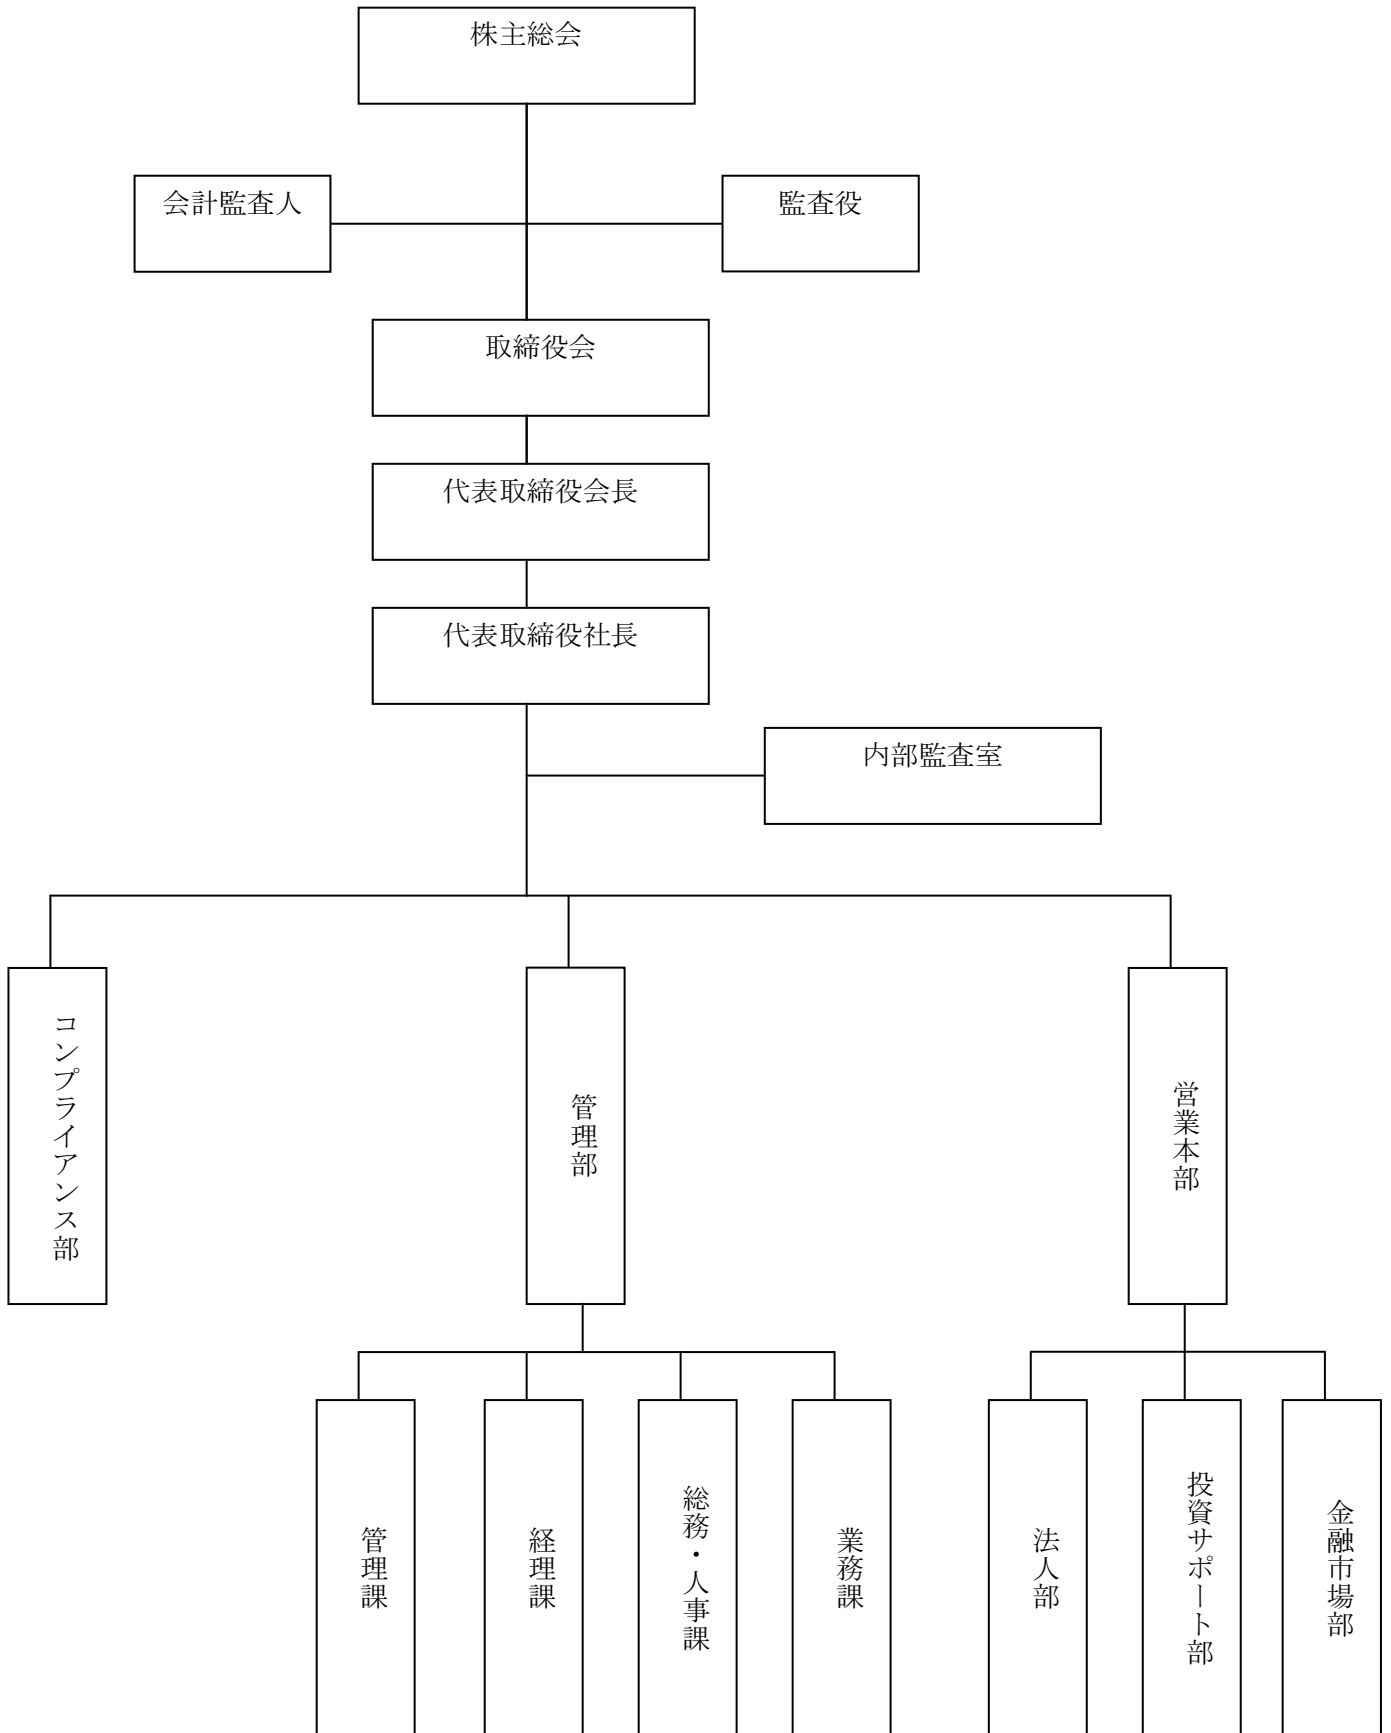 株主総会
会計監査人
監査役
取締役会
代表取締役会長
代表取締役社長
内部監査室
コンプライアンス部
管理部
営業本部
管理課
経理課
総務・人事課
業務課
法人部
投資サポート部
金融市場部